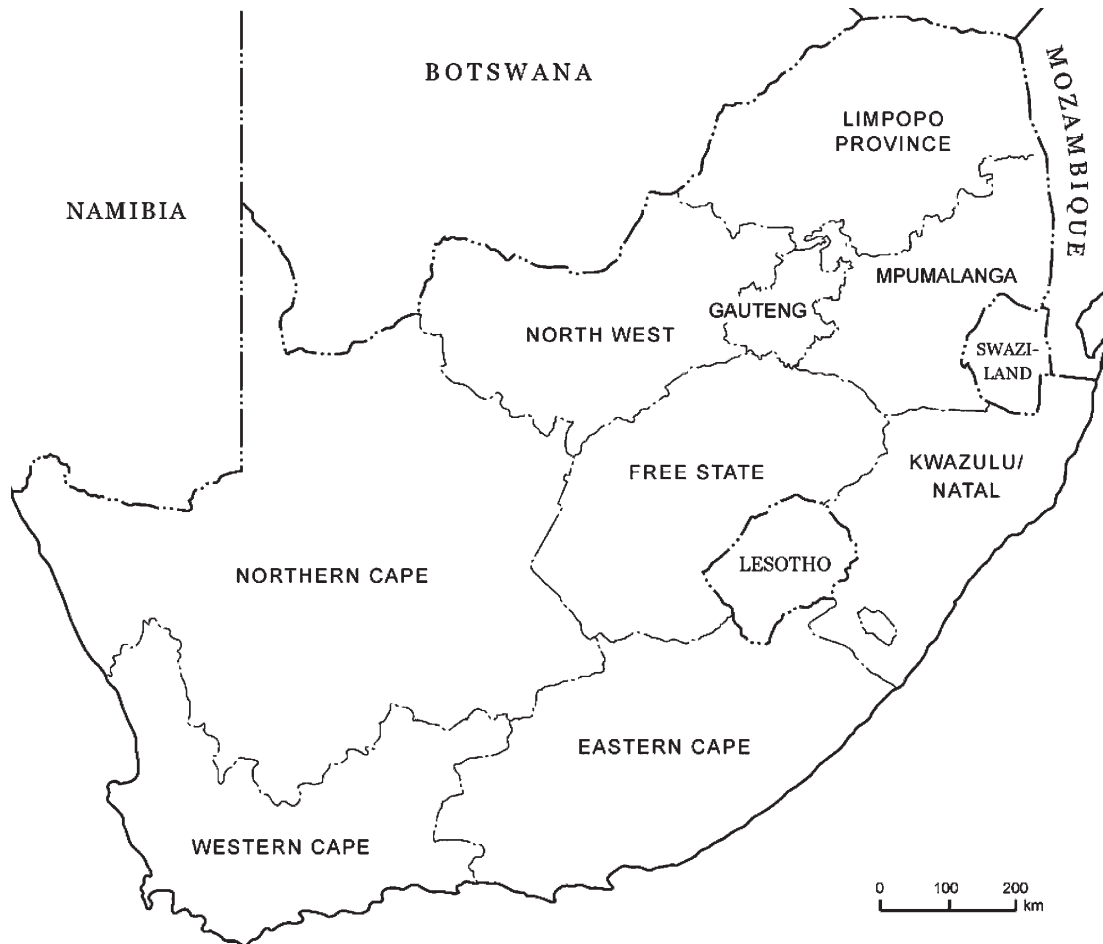 BOTSWANA
MOZAMBIQUE
LIMPOPO
PROVINCE
NAMIBIA
MPUMALANGA
GAUTENG
NORTH WEST
SWAZI-
LAND
FREE STATE
KWAZULU/
NATAL
LESOTHO
NORTHERN CAPE
EASTERN CAPE
WESTERN CAPE
0 100 200
km